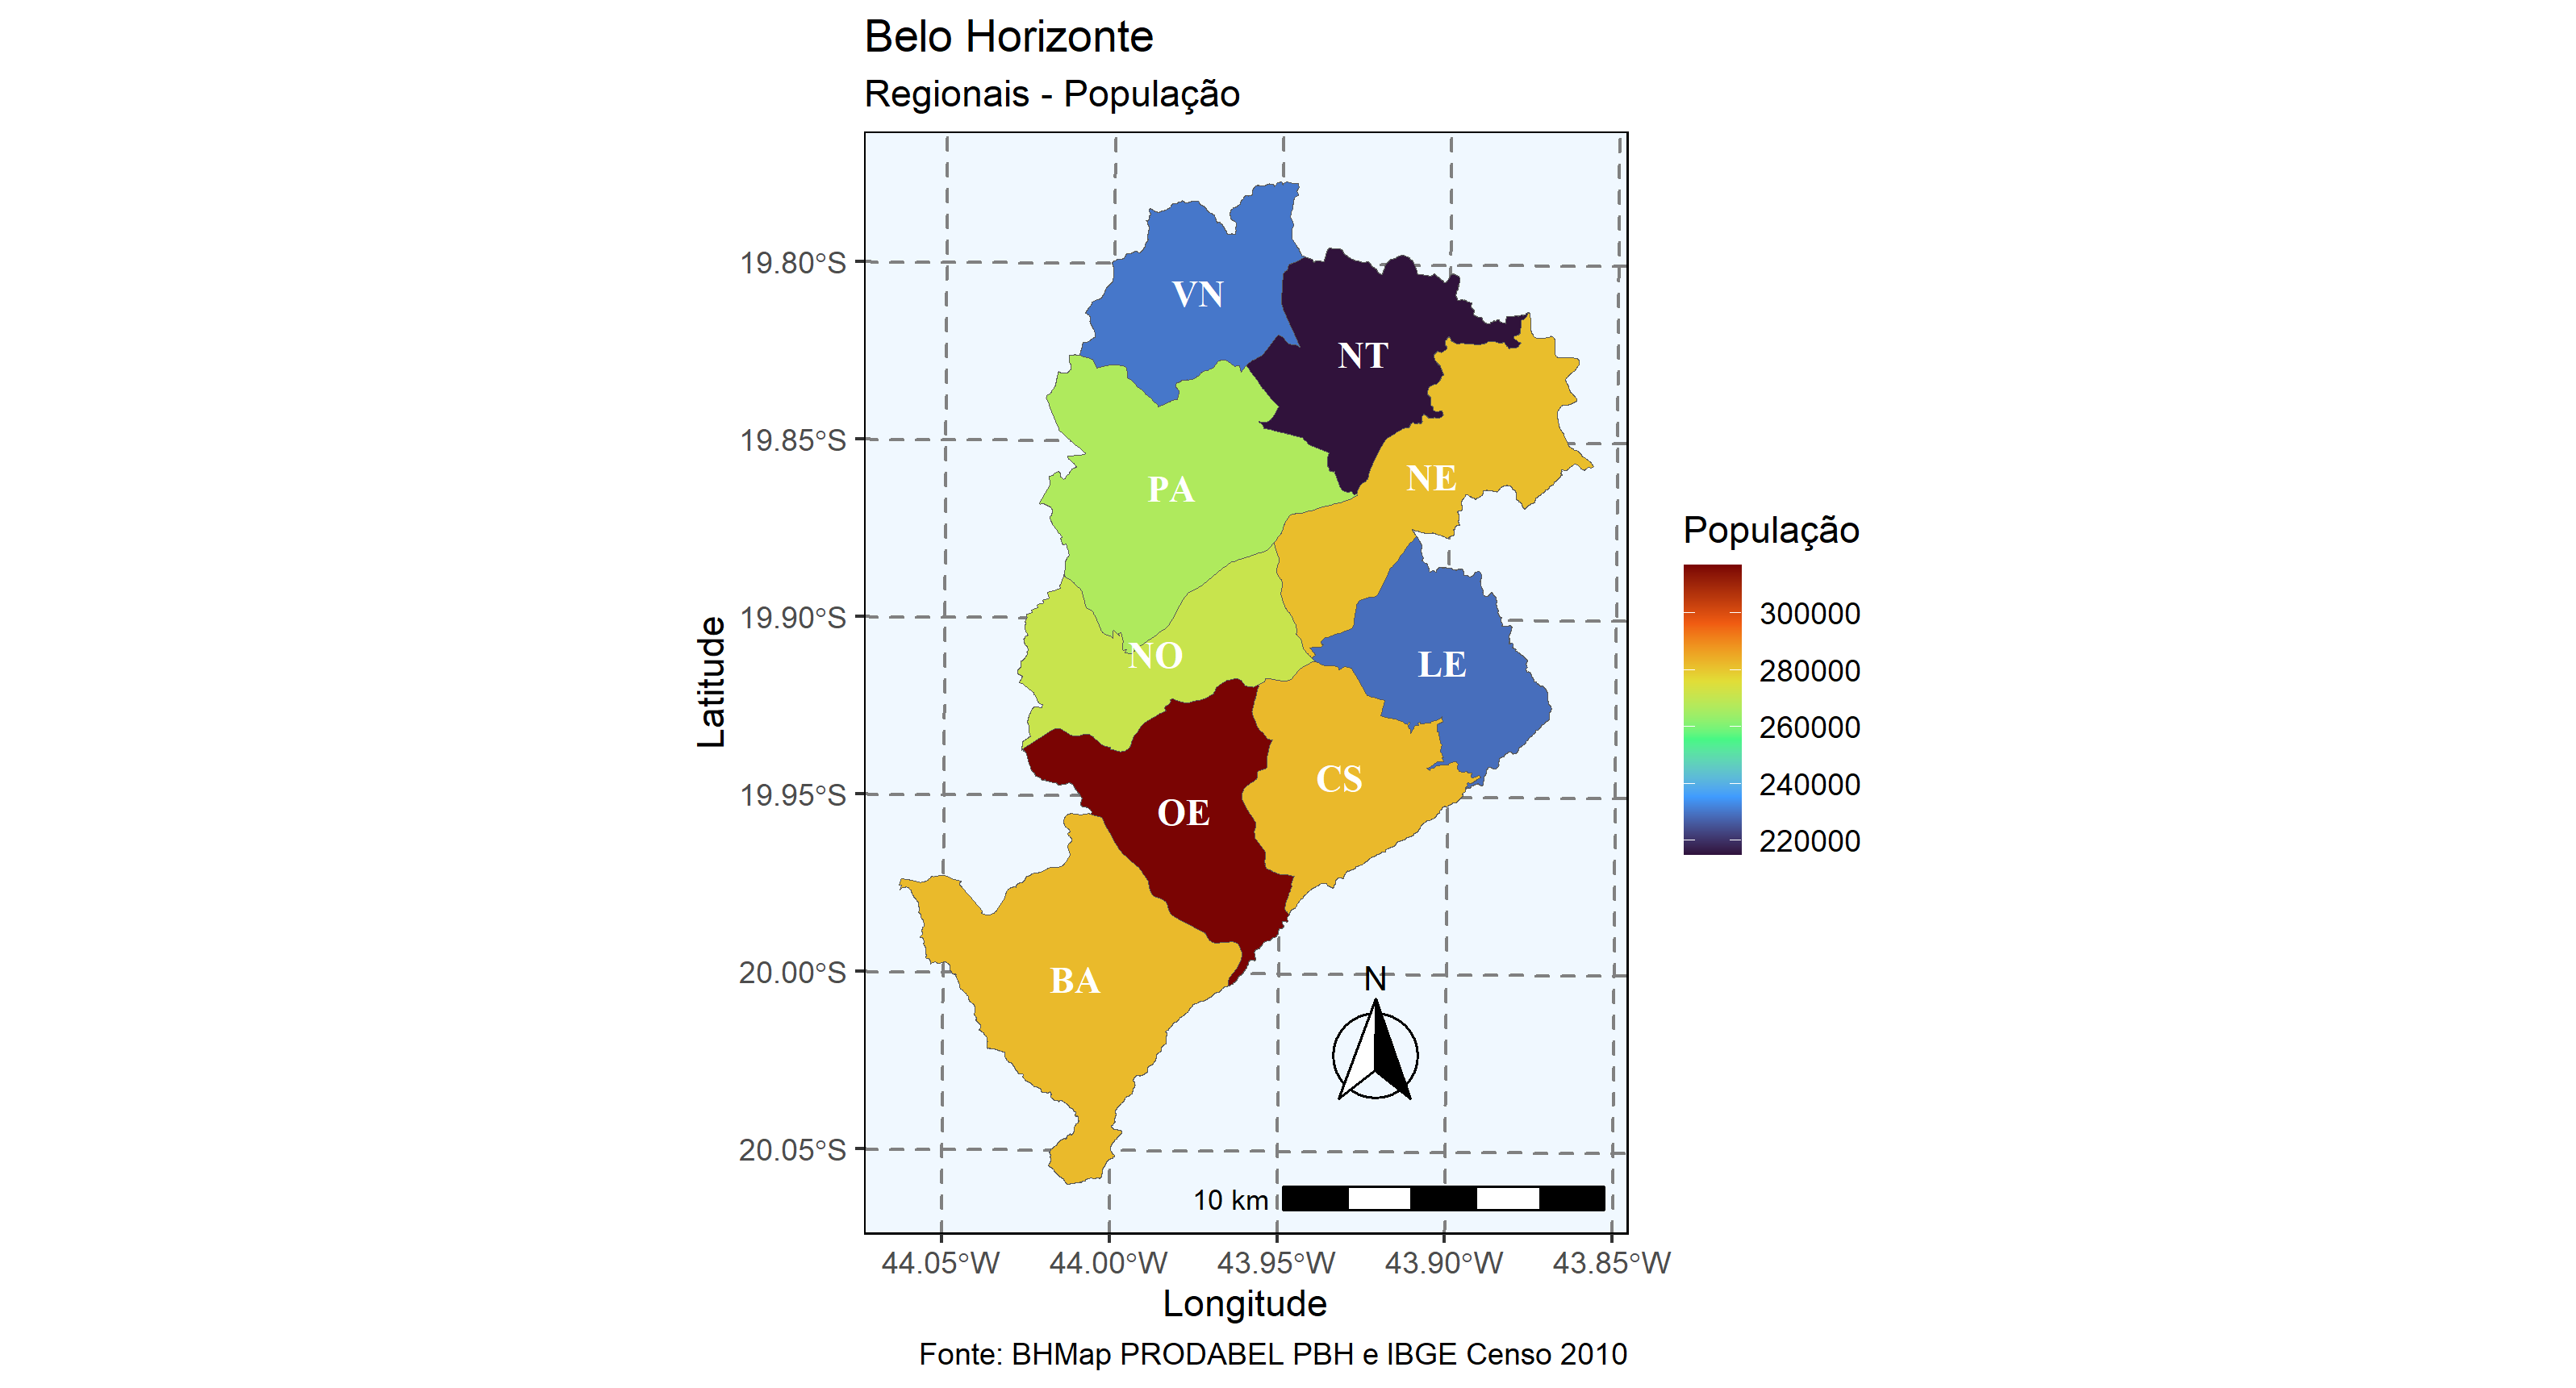 Belo Horizonte
Regionais - População
19.80°S
19.85°S
19.90°S
19.95°S
20.00°S
20.05°S
Latitude
VN
NT
NE
PA
NO
LE
CS
OE
BA
N
10 km
44.05°W 44.00°W 43.95°W 43.90°W 43.85°W
Longitude
Fonte: BHMap PRODABEL PBH e IBGE Censo 2010
População
300000
280000
260000
240000
220000